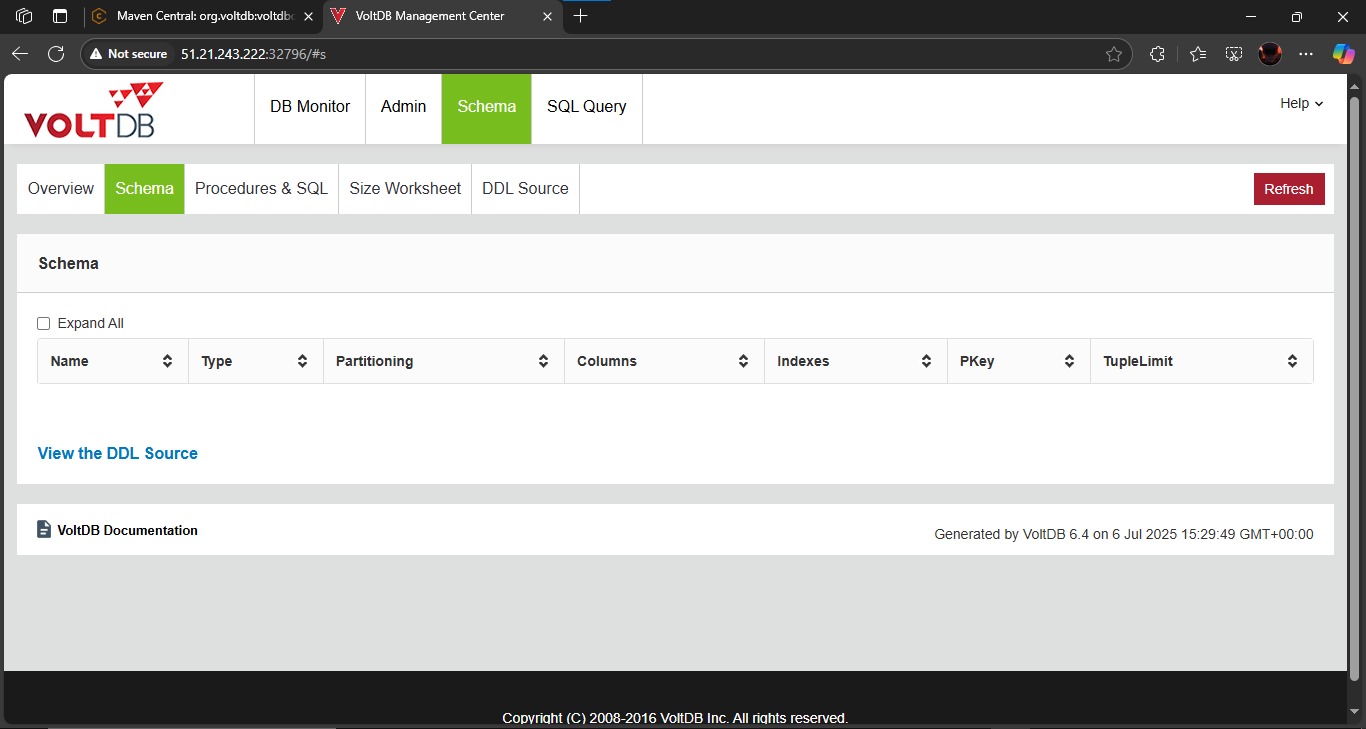 Maven Central: org.voltdb:voltdbc
VoltDB Management Center
Not secure 51.21.243.222:32796/#s
VOLTDB
DB Monitor Admin Schema SQL Query Help
Overview Schema Procedures & SQL Size Worksheet DDL Source Refresh
Schema
Expand All
Name Type Partitioning Columns Indexes PKey TupleLimit
View the DDL Source
VoltDB Documentation
Generated by VoltDB 6.4 on 6 Jul 2025 15:29:49 GMT+00:00
Copyright (C) 2008-2016 VoltDB Inc. All rights reserved.